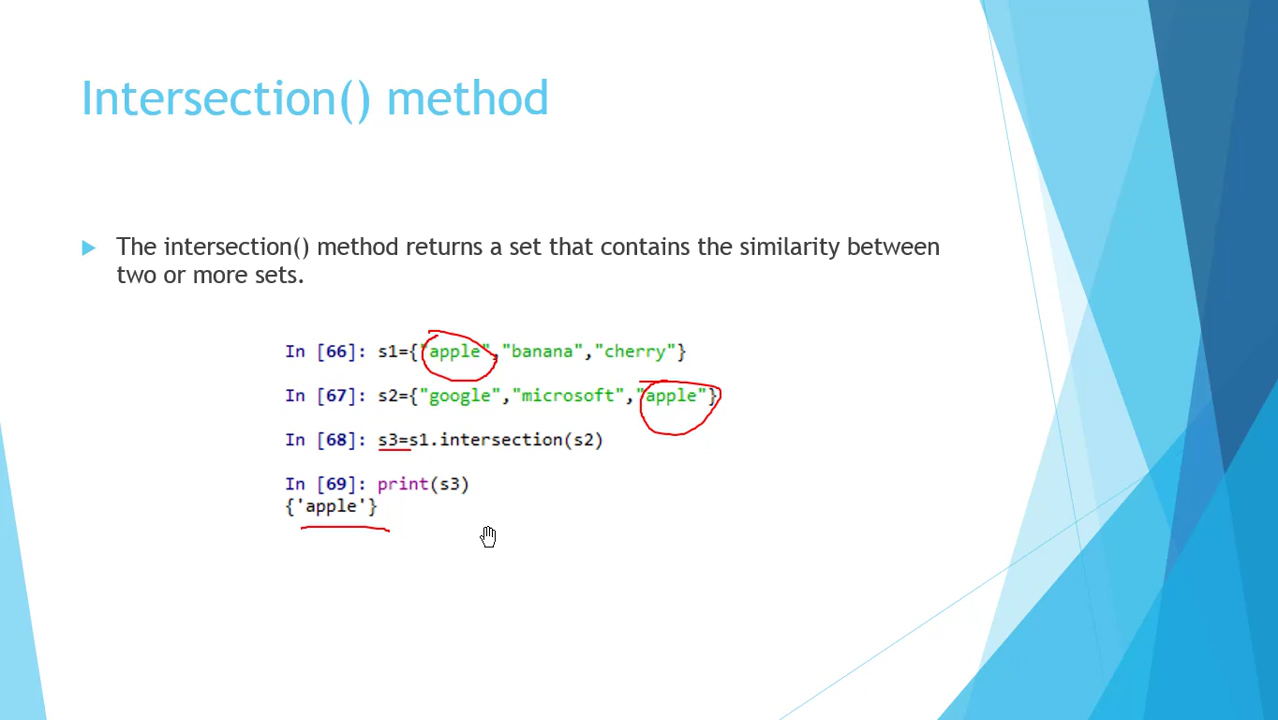 Intersection() method
The intersection() method returns a set that contains the similarity between
two or more sets.
In [66]: s1={"apple","banana","cherry"}
In [67]: s2={"google","microsoft","apple"}
In [68]: s3=s1.intersection(s2)
In [69]: print(s3)
{'apple'}